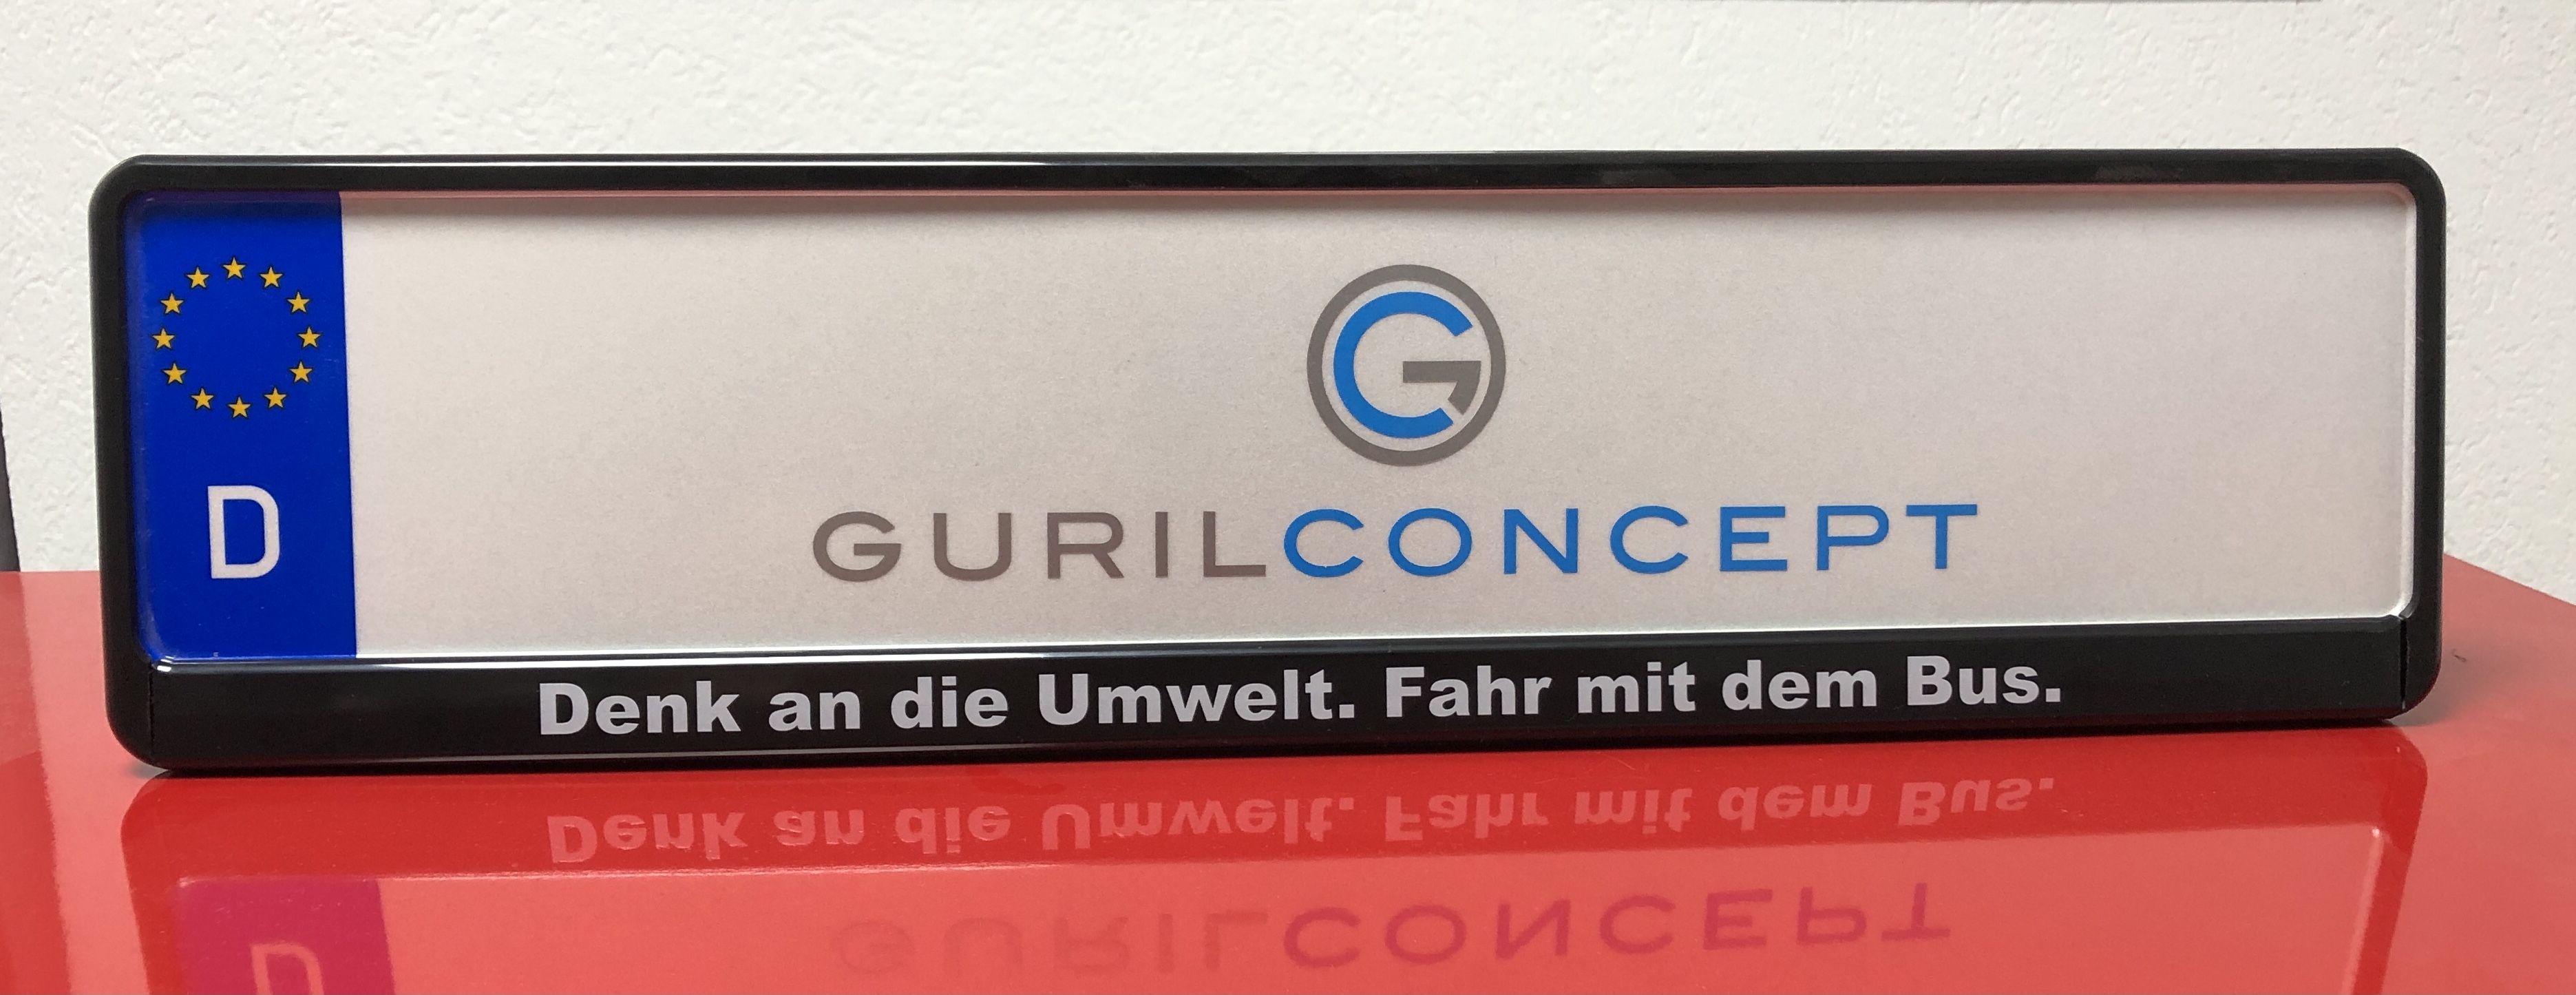 D
G
GURILCONCEPT
Denk an die Umwelt. Fahr mit dem Bus.